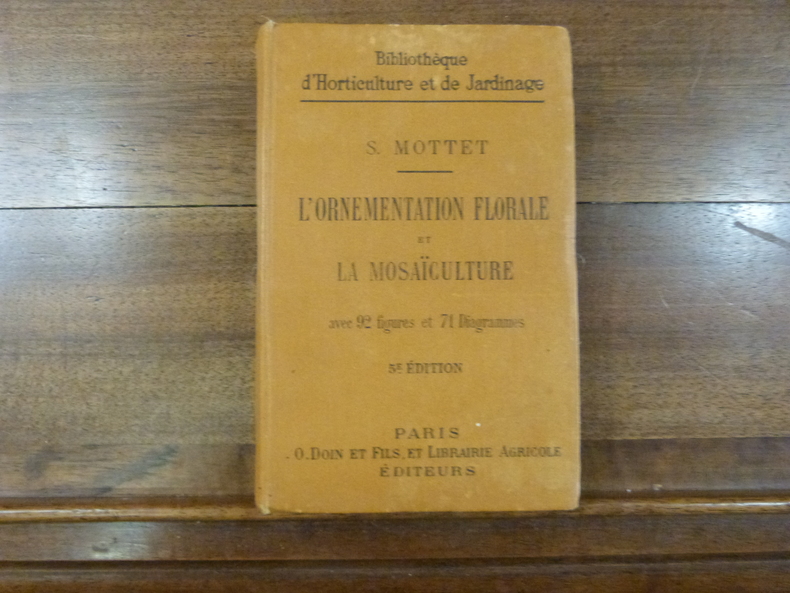 Bibliothèque
d'Horticulture et de Jardinage
S. MOTTET
L'ORNEMENTATION FLORALE
ET
LA MOSAÏCULTURE
avec 92 figures et 71 Diagrammes
5E ÉDITION
PARIS
O. DOIN ET FILS, ET LIBRAIRIE AGRICOLE
ÉDITEURS